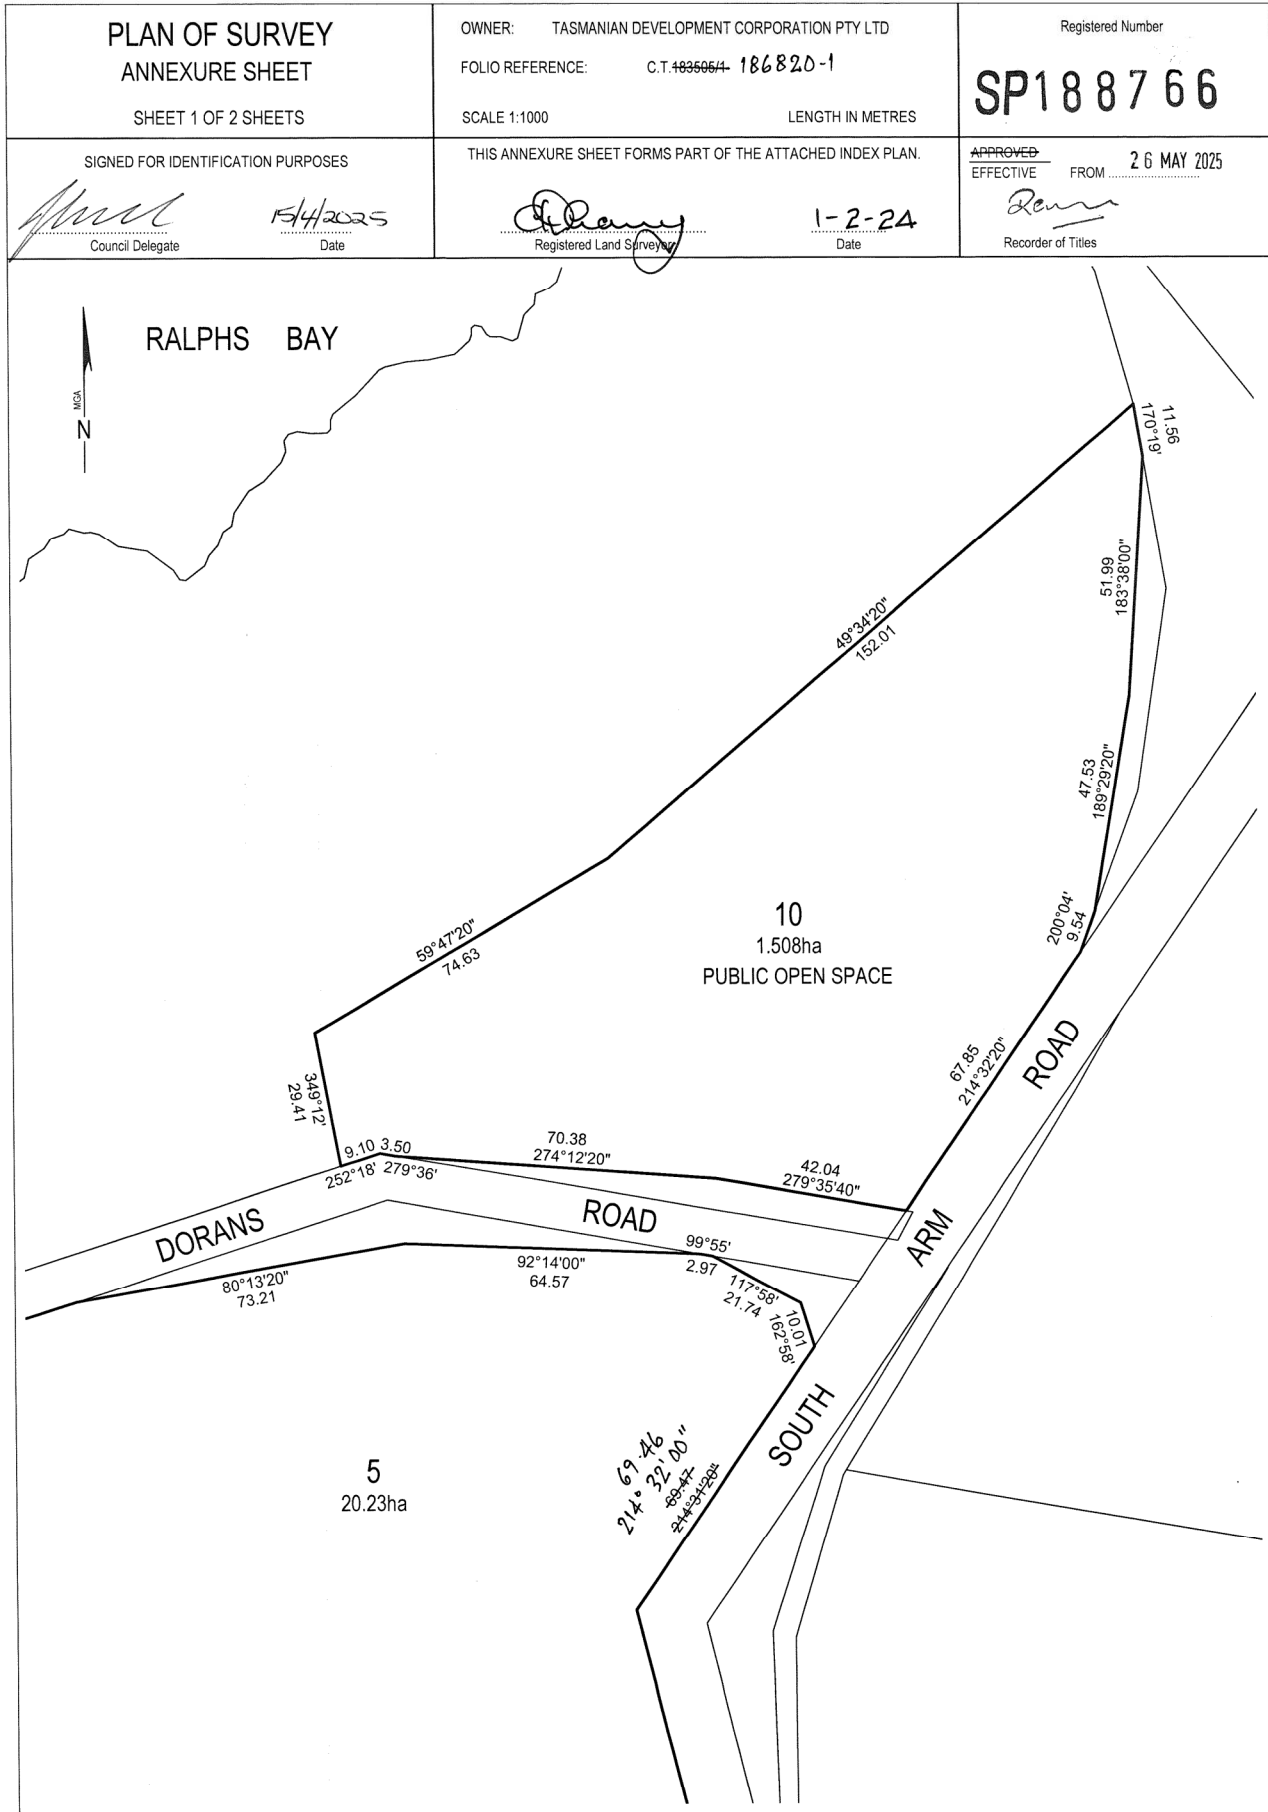 PLAN OF SURVEY
ANNEXURE SHEET
SHEET 1 OF 2 SHEETS
OWNER: TASMANIAN DEVELOPMENT CORPORATION PTY LTD
FOLIO REFERENCE: C.T.183505/1 186820-1
SCALE 1:1000 LENGTH IN METRES
Registered Number
SP188766
SIGNED FOR IDENTIFICATION PURPOSES
15/4/2025
Council Delegate Date
THIS ANNEXURE SHEET FORMS PART OF THE ATTACHED INDEX PLAN.
1-2-24
Registered Land Surveyor Date
APPROVED
EFFECTIVE FROM 26 MAY 2025
Recorder of Titles
RALPHS BAY
MGA
N
11.56
170°19'
51.99
183°38'00"
49°34'20"
152.01
47.53
189°29'20"
200°04'
9.54
10
1.508ha
PUBLIC OPEN SPACE
59°47'20"
74.63
67.85
214°32'20"
ROAD
349°12'
29.41
9.10 3.50
252°18' 279°36'
70.38
274°12'20"
42.04
279°35'40"
DORANS ROAD
ARM
99°55'
2.97
92°14'00"
64.57
80°13'20"
73.21
117°58'
21.74
10.01
162°58'
SOUTH
69.46
214° 32' 00"
69.47
214°31'20"
5
20.23ha